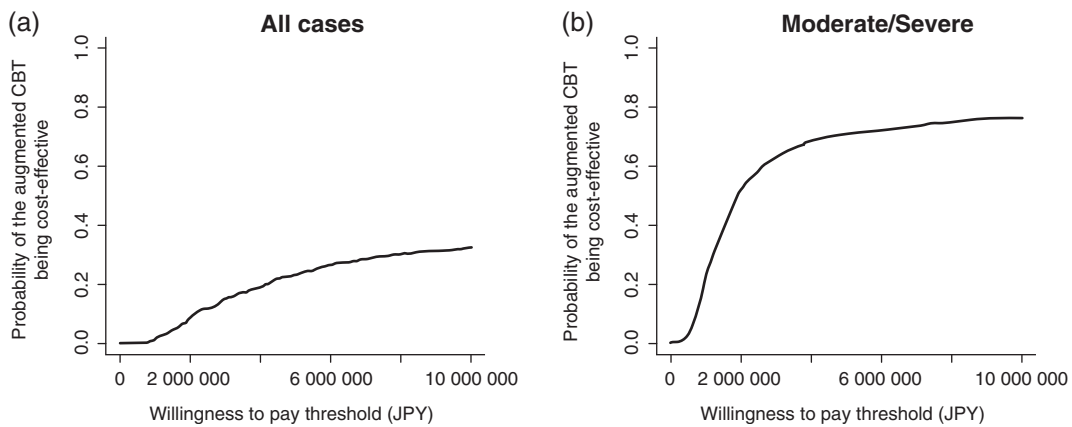 (a)
All cases
Probability of the augmented CBT
being cost-effective
1.0
0.8
0.6
0.4
0.2
0.0
0
2 000 000
6 000 000
10 000 000
Willingness to pay threshold (JPY)
(b)
Moderate/Severe
Probability of the augmented CBT
being cost-effective
1.0
0.8
0.6
0.4
0.2
0.0
0
2 000 000
6 000 000
10 000 000
Willingness to pay threshold (JPY)